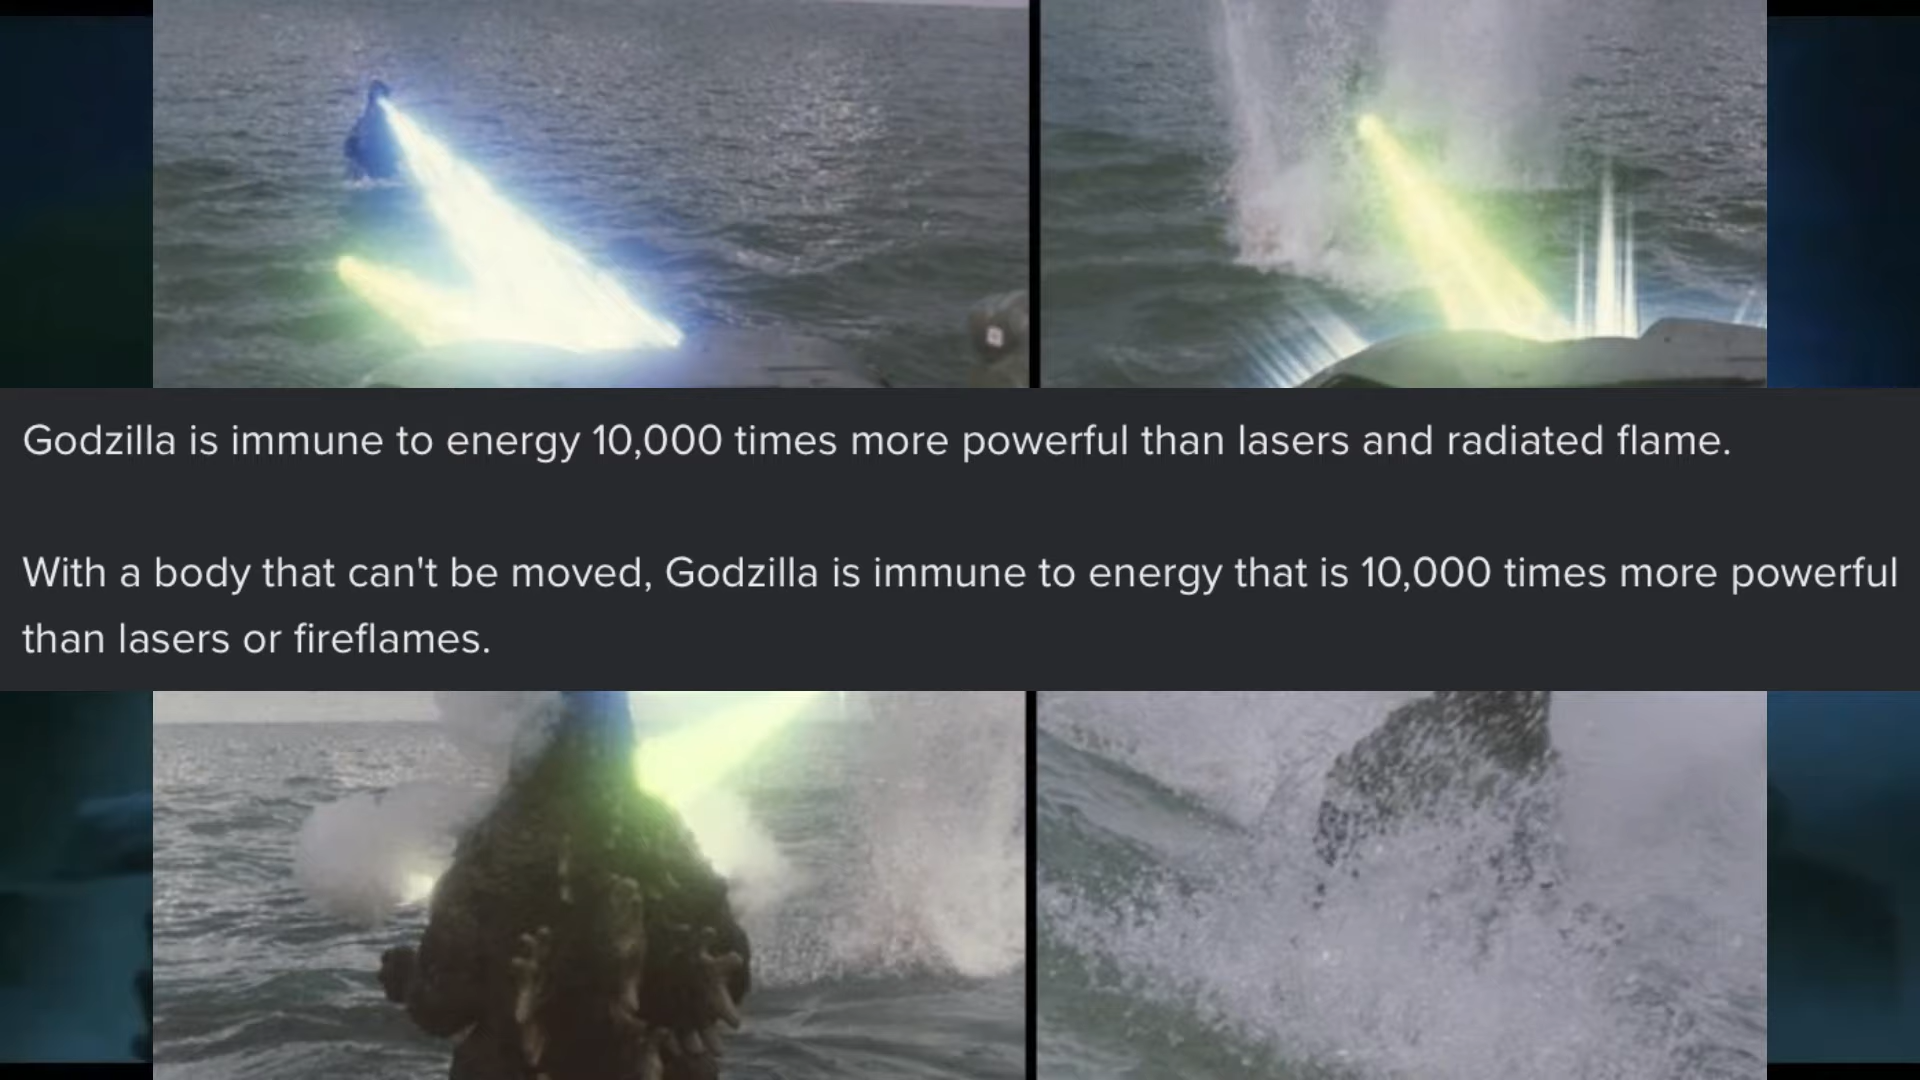 Godzilla is immune to energy 10,000 times more powerful than lasers and radiated flame.
With a body that can't be moved, Godzilla is immune to energy that is 10,000 times more powerful
than lasers or fireflames.